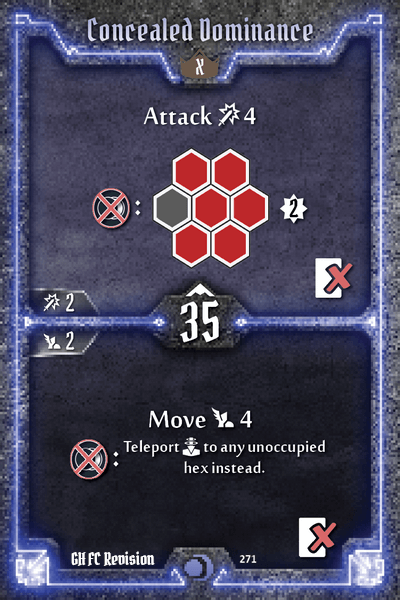 Concealed Dominance
X
Attack 4
:
2
2
35
2
Move 4
: Teleport to any unoccupied
hex instead.
GH FC Revision
271